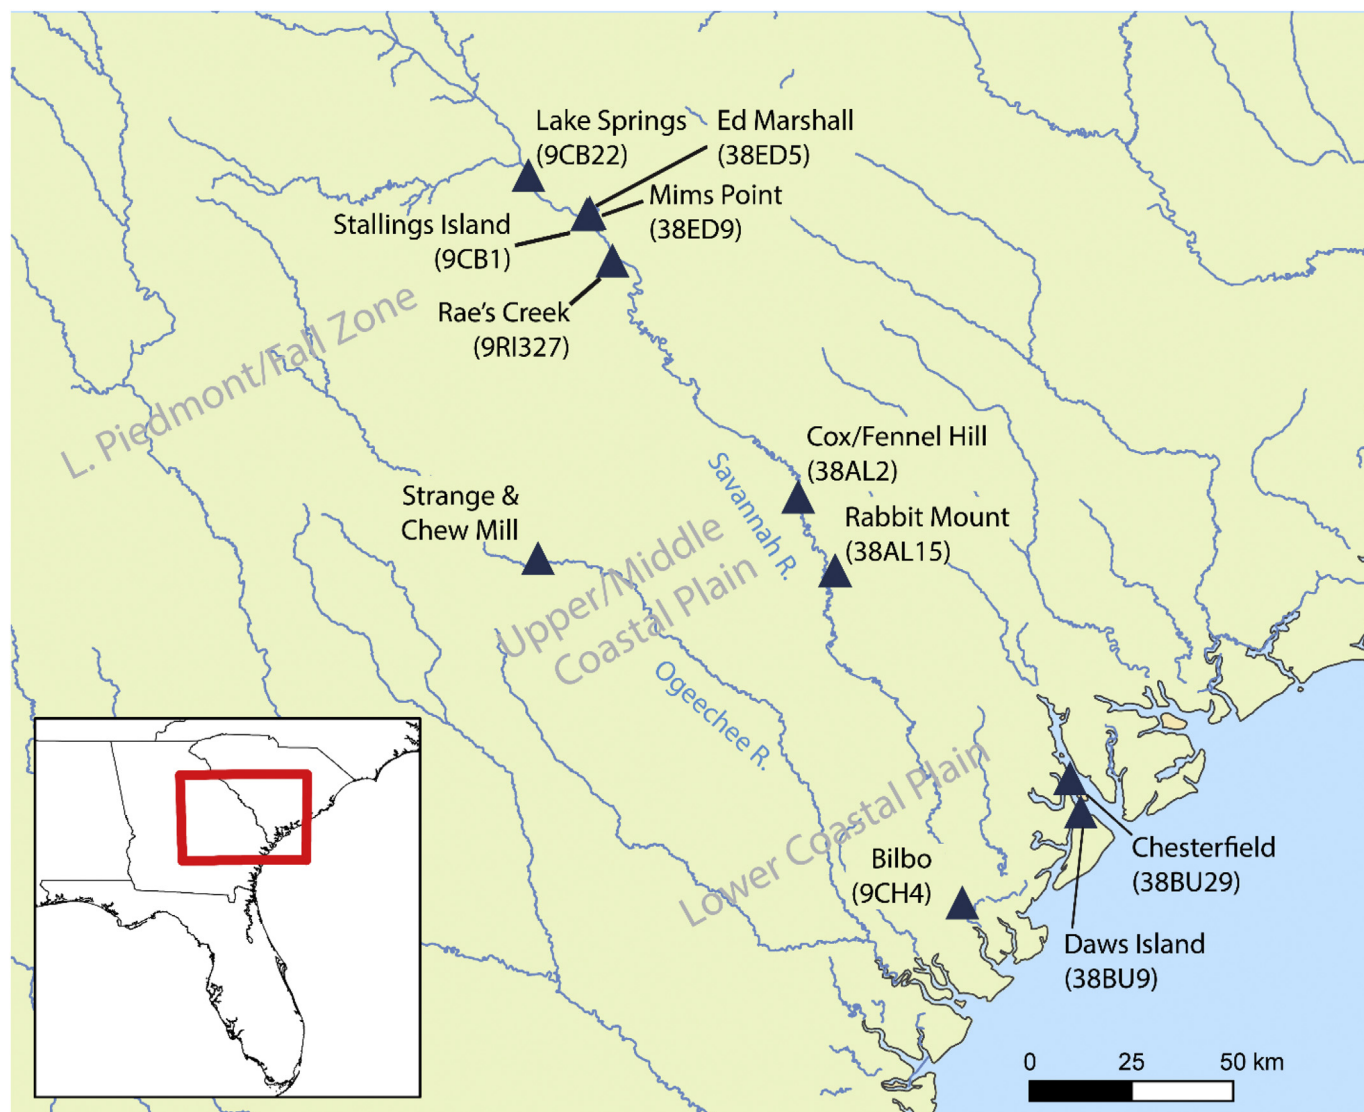 Lake Springs
(9CB22)
Ed Marshall
(38ED5)
Mims Point
(38ED9)
Stallings Island
(9CB1)
Rae's Creek
(9RI327)
L. Piedmont/Fall Zone
Cox/Fennel Hill
(38AL2)
Savannah R.
Rabbit Mount
(38AL15)
Strange &
Chew Mill
Upper/Middle
Coastal Plain
Ogeechee R.
Lower Coastal Plain
Bilbo
(9CH4)
Chesterfield
(38BU29)
Daws Island
(38BU9)
0 25 50 km